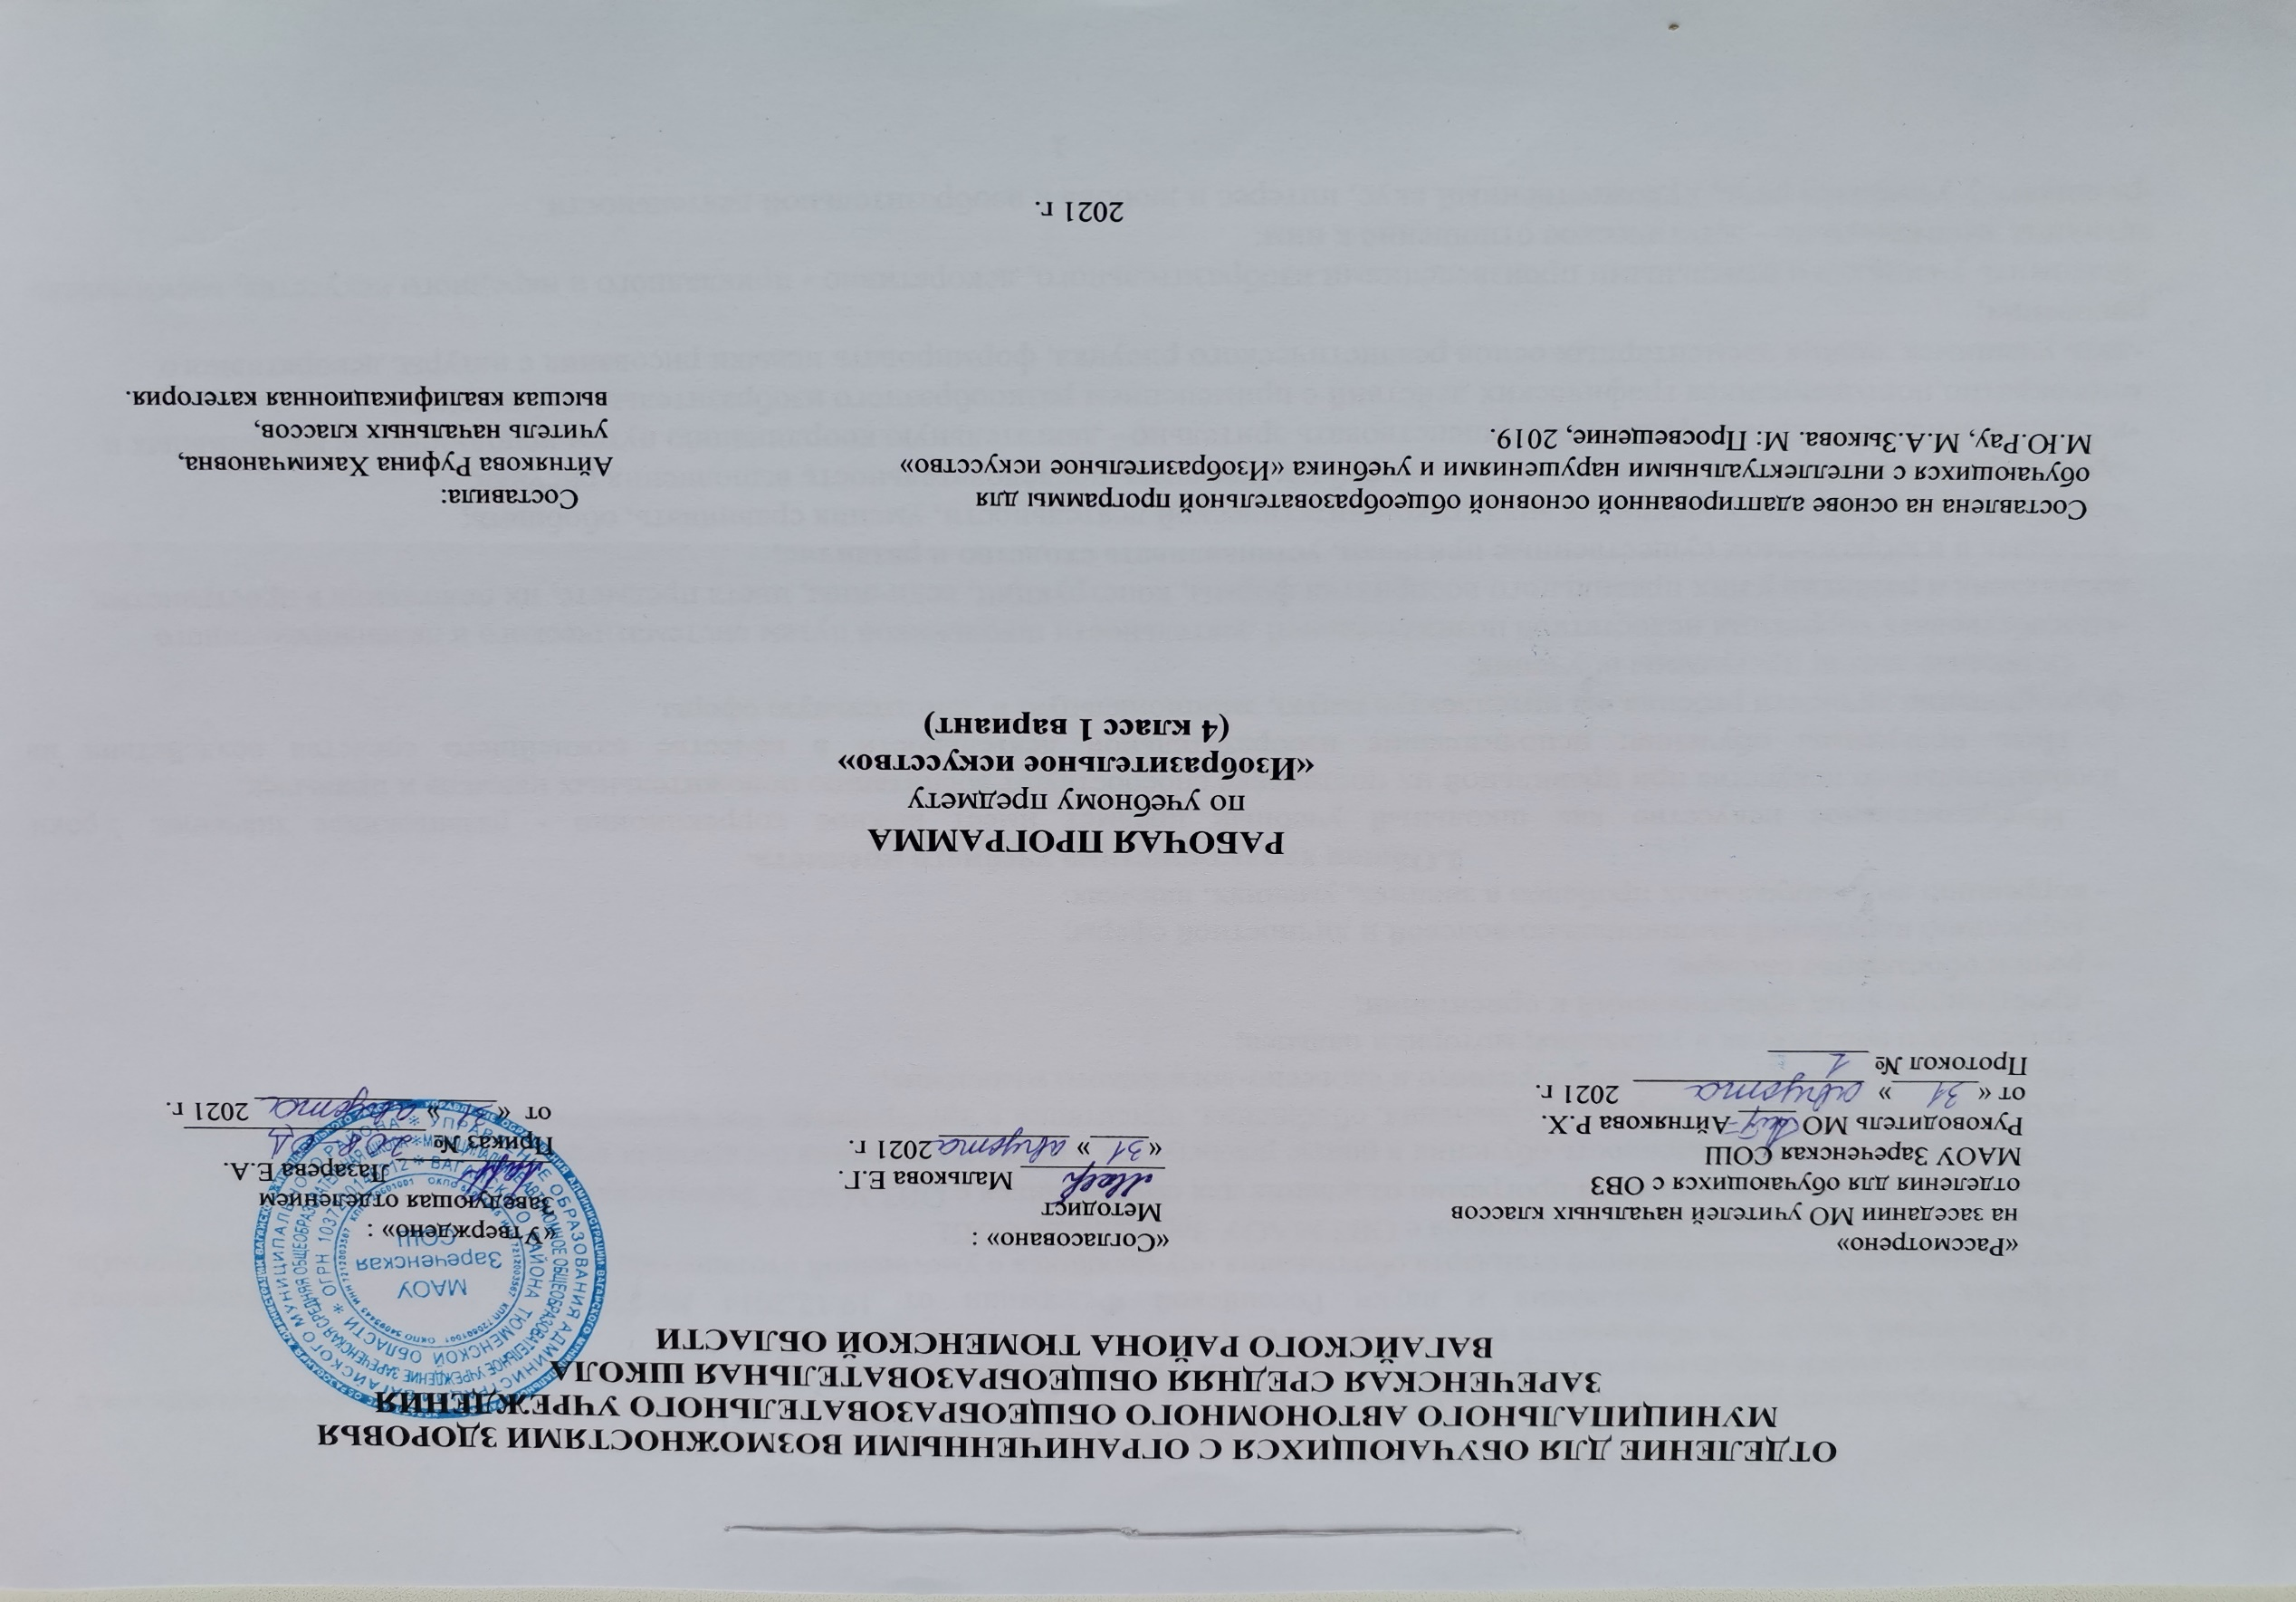 ОТДЕЛЕНИЕ ДЛЯ ОБУЧАЮЩИХСЯ С ОГРАНИЧЕННЫМИ ВОЗМОЖНОСТЯМИ ЗДОРОВЬЯ
МУНИЦИПАЛЬНОГО АВТОНОМНОГО ОБЩЕОБРАЗОВАТЕЛЬНОГО УЧРЕЖДЕНИЯ
ЗАРЕЧЕНСКАЯ СРЕДНЯЯ ОБЩЕОБРАЗОВАТЕЛЬНАЯ ШКОЛА
ВАГАЙСКОГО РАЙОНА ТЮМЕНСКОЙ ОБЛАСТИ
«Рассмотрено»
на заседании МО учителей начальных классов
отделения для обучающихся с ОВЗ
МАОУ Зареченская СОШ
Руководитель МО Айтнякова Р.Х.
от « 31 » августа 2021 г.
Протокол № 1
«Согласовано» :
Методист
Малькова Е.Г.
«31» августа 2021 г.
«Утверждено» :
Заведующая отделением
Лазарева Е.А.
Приказ №
от « » августа 2021 г.
МАОУ
Зареченская
СОШ
РАБОЧАЯ ПРОГРАММА
по учебному предмету
«Изобразительное искусство»
(4 класс 1 вариант)
Составлена на основе адаптированной основной общеобразовательной программы для
обучающихся с интеллектуальными нарушениями и учебника «Изобразительное искусство»
М.Ю.Рау, М.А.Зыкова. М: Просвещение, 2019.
Составила:
Айтнякова Руфина Хакимчановна,
учитель начальных классов,
высшая квалификационная категория.
2021 г.